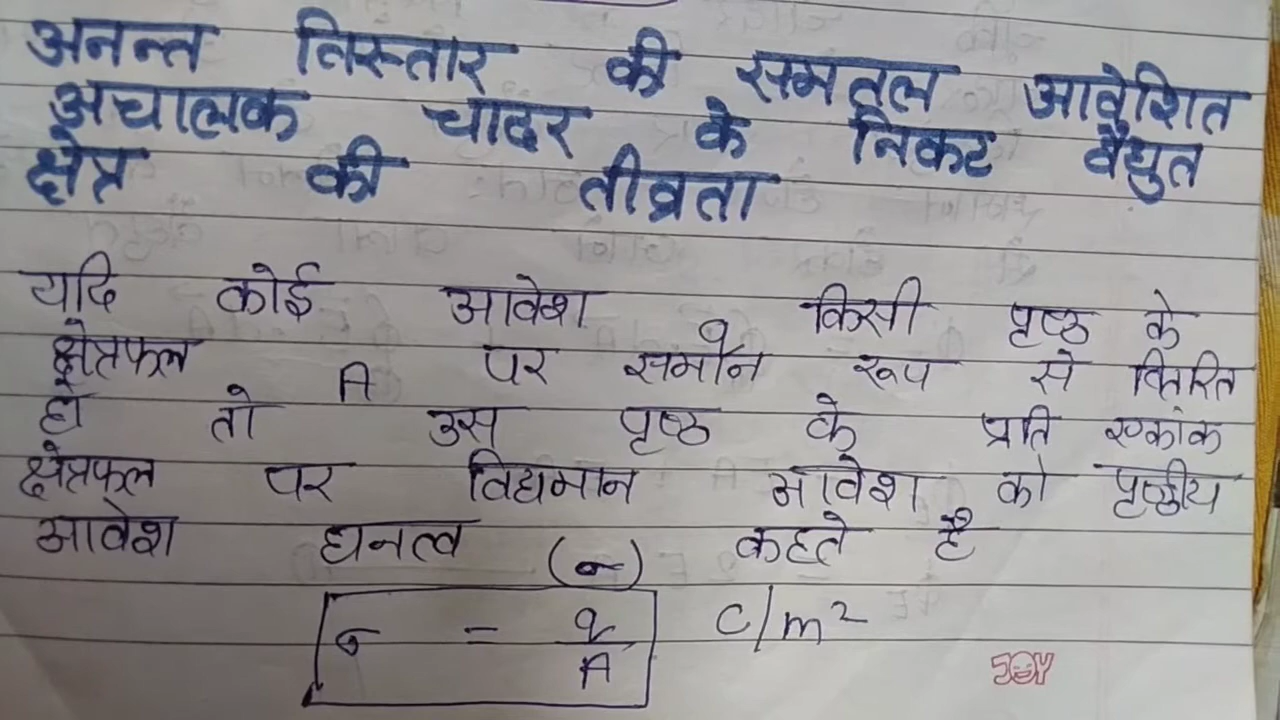 अनन्त विस्तार की समतल आवेशित
अचालक चादर के निकट वैद्युत
क्षेत्र की तीव्रता
यदि कोई आवेश q किसी पृष्ठ के
क्षेत्रफल A पर समान रूप से वितरित
हो तो उस पृष्ठ के प्रति एकांक
क्षेत्रफल पर विद्यमान आवेश को पृष्ठीय
आवेश घनत्व (σ) कहते है
σ = q/A C/m²
JOY